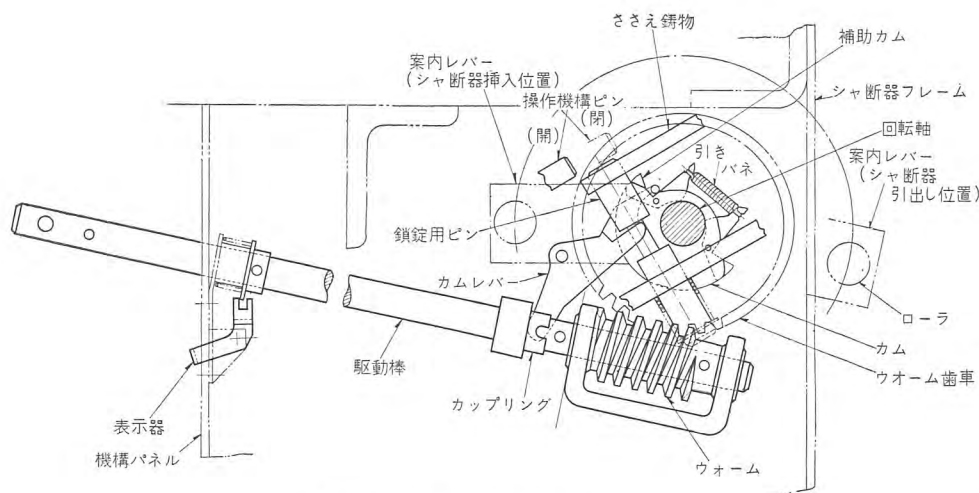 ささえ鋳物
補助カム
案内レバー
(シャ断器挿入位置)
操作機構ピン
(閉)
(開)
シャ断器フレーム
引き
バネ
回転軸
案内レバー
(シャ断器
引出し位置)
鎖錠用ピン
カムレバー
ローラ
カム
ウオーム歯車
駆動棒
カップリング
ウォーム
表示器
機構パネル